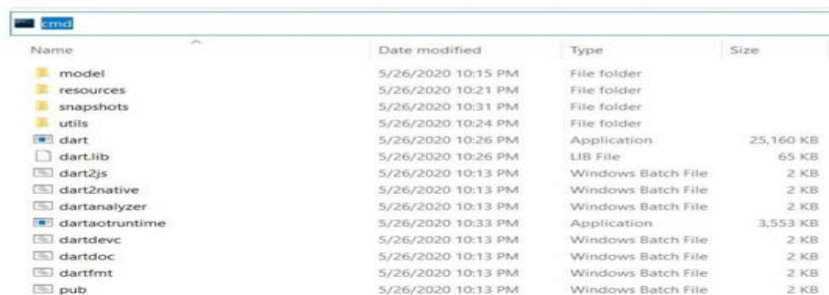 cmd
Name Date modified Type Size
model 5/26/2020 10:15 PM File folder
resources 5/26/2020 10:21 PM File folder
snapshots 5/26/2020 10:31 PM File folder
utils 5/26/2020 10:24 PM File folder
dart 5/26/2020 10:26 PM Application 25,160 KB
dart.lib 5/26/2020 10:26 PM LIB File 65 KB
dart2js 5/26/2020 10:13 PM Windows Batch File 2 KB
dart2native 5/26/2020 10:13 PM Windows Batch File 2 KB
dartanalyzer 5/26/2020 10:13 PM Windows Batch File 2 KB
dartaotruntime 5/26/2020 10:33 PM Application 3,553 KB
dartdevc 5/26/2020 10:13 PM Windows Batch File 2 KB
dartdoc 5/26/2020 10:13 PM Windows Batch File 2 KB
dartfmt 5/26/2020 10:13 PM Windows Batch File 2 KB
pub 5/26/2020 10:13 PM Windows Batch File 2 KB